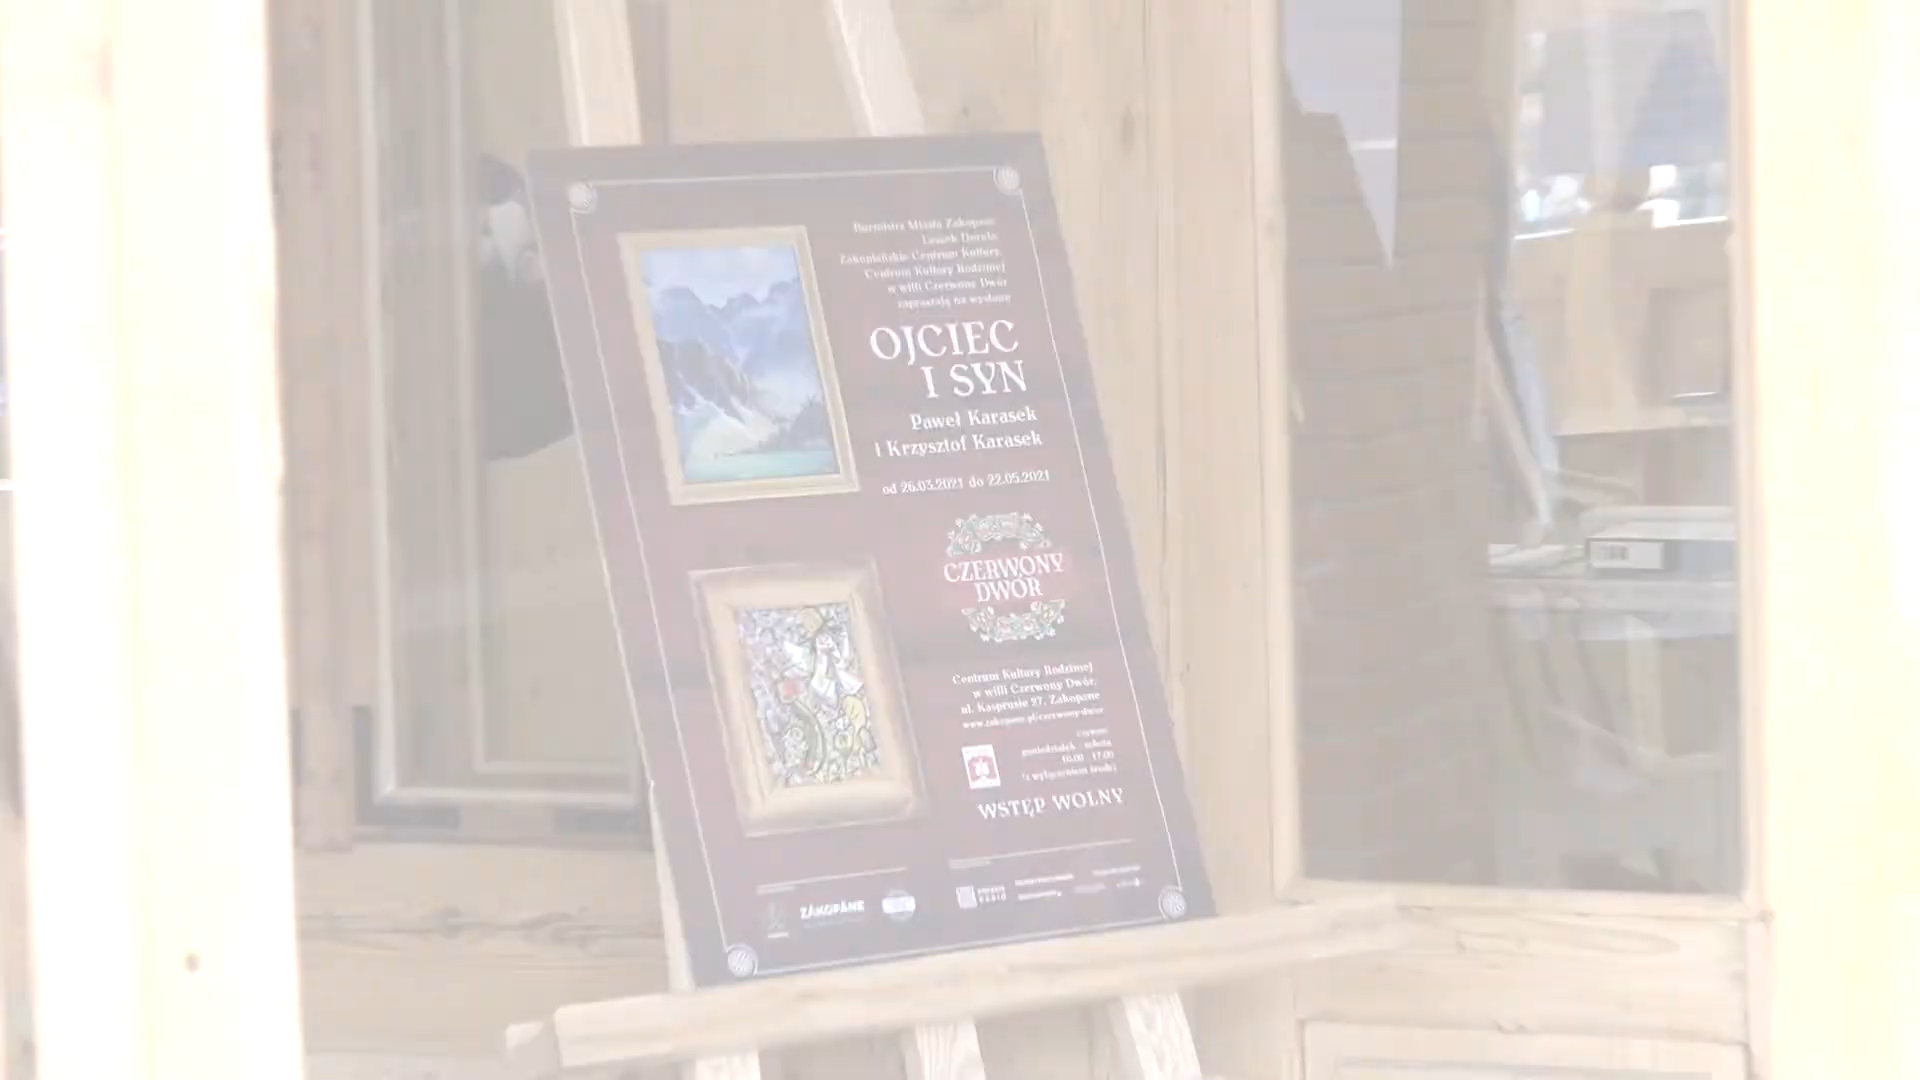 Burmistrz Miasta Zakopane
Leszek Dorula
Zakopiańskie Centrum Kultury,
Centrum Kultury Rodzimej
w willi Czerwony Dwór
zapraszają na wystawę
OJCIEC
I SYN
Paweł Karasek
i Krzysztof Karasek
od 26.03.2021 do 22.05.2021
CZERWONY
DWÓR
Centrum Kultury Rodzimej
w willi Czerwony Dwór,
ul. Kasprusie 27, Zakopane
www.zakopane.pl/czerwony-dwor
czynne:
poniedziałek - sobota
10.00 - 17.00
(z wyłączeniem środy)
WSTĘP WOLNY
ZAKOPANE